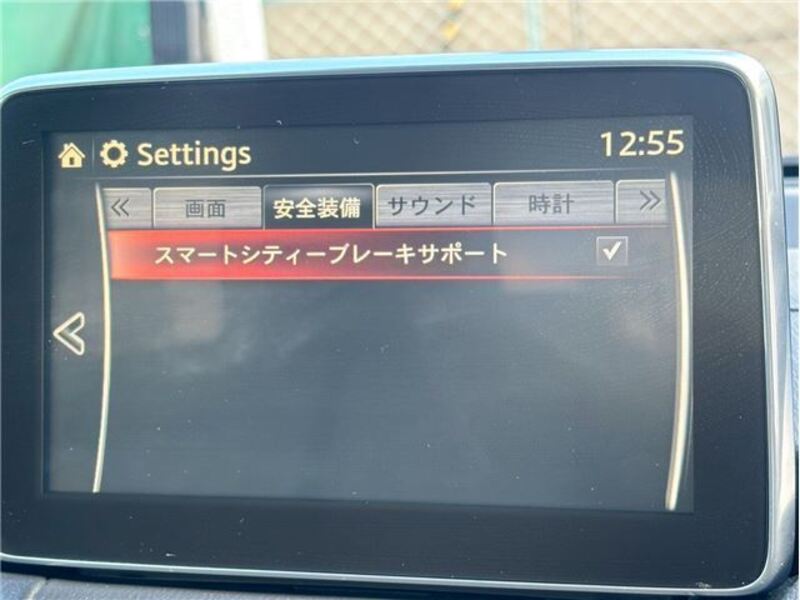 Settings 12:55
« 画面 安全装備 サウンド 時計 »
スマートシティーブレーキサポート